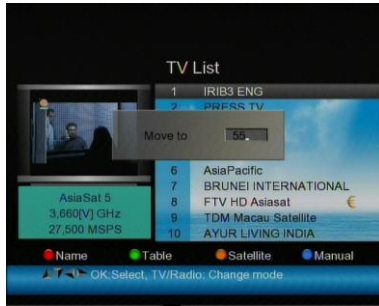 TV List
1 IRIB3 ENG
2 PRESS TV
Move to 55
6 AsiaPacific
7 BRUNEI INTERNATIONAL
8 FTV HD Asiasat €
9 TDM Macau Satellite
10 AYUR LIVING INDIA
AsiaSat 5
3,660[V] GHz
27,500 MSPS
Name Table Satellite Manual
OK:Select, TV/Radio; Change mode